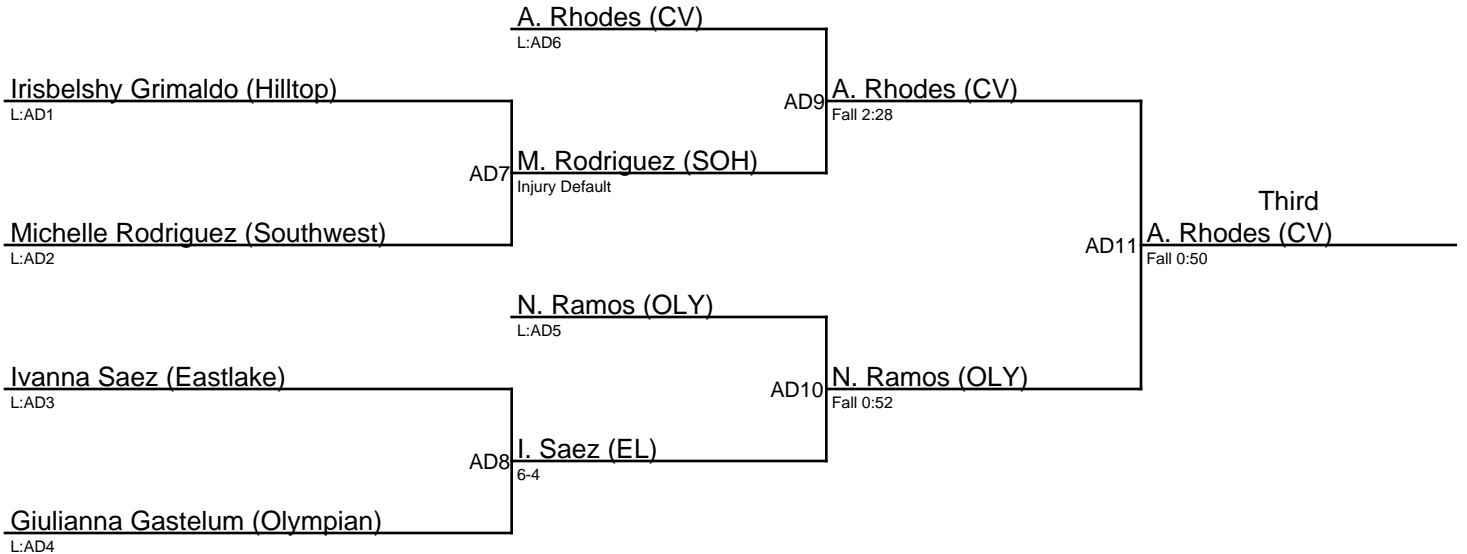 A. Rhodes (CV)
L:AD6
Irisbelshy Grimaldo (Hilltop)
L:AD1
AD9
A. Rhodes (CV)
Fall 2:28
AD7
M. Rodriguez (SOH)
Injury Default
Third
Michelle Rodriguez (Southwest)
L:AD2
AD11
A. Rhodes (CV)
Fall 0:50
N. Ramos (OLY)
L:AD5
Ivanna Saez (Eastlake)
L:AD3
AD10
N. Ramos (OLY)
Fall 0:52
AD8
I. Saez (EL)
6-4
Giulianna Gastelum (Olympian)
L:AD4